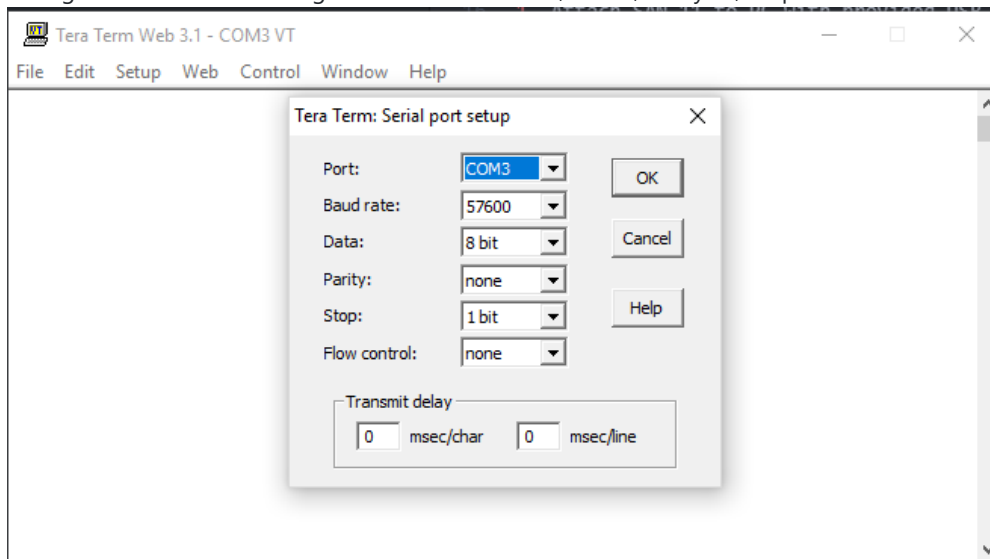 Tera Term Web 3.1 - COM3 VT
File Edit Setup Web Control Window Help
Tera Term: Serial port setup
Port: COM3 OK
Baud rate: 57600
Data: 8 bit Cancel
Parity: none
Stop: 1 bit Help
Flow control: none
Transmit delay
0 msec/char 0 msec/line